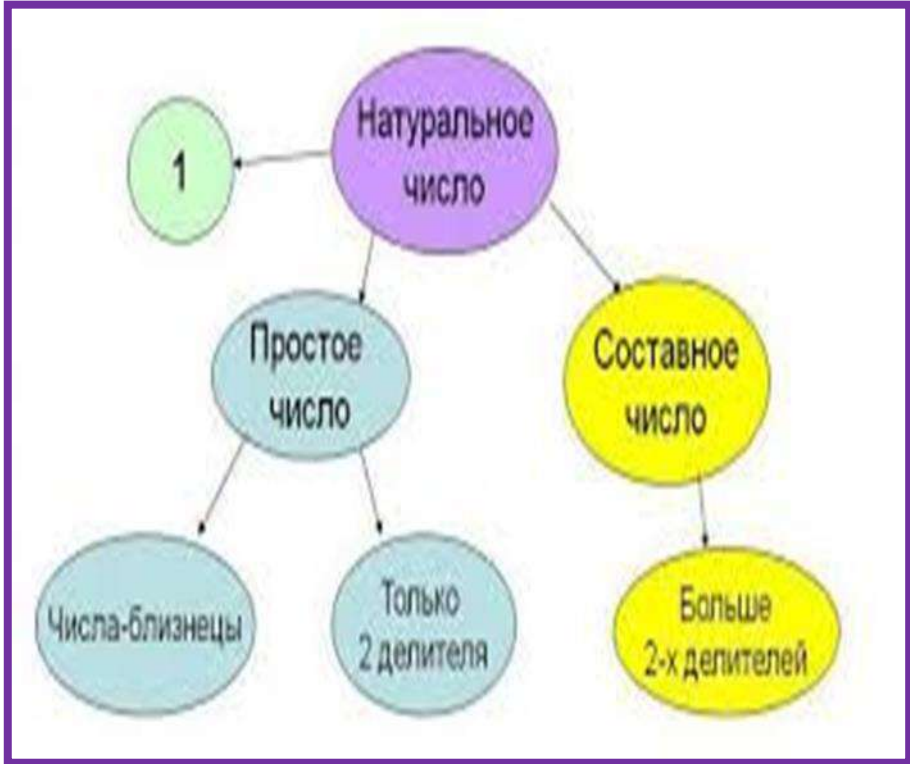 Натуральное
число
1
Простое
число
Составное
число
Числа-близнецы
Только
2 делителя
Больше
2-х делителей